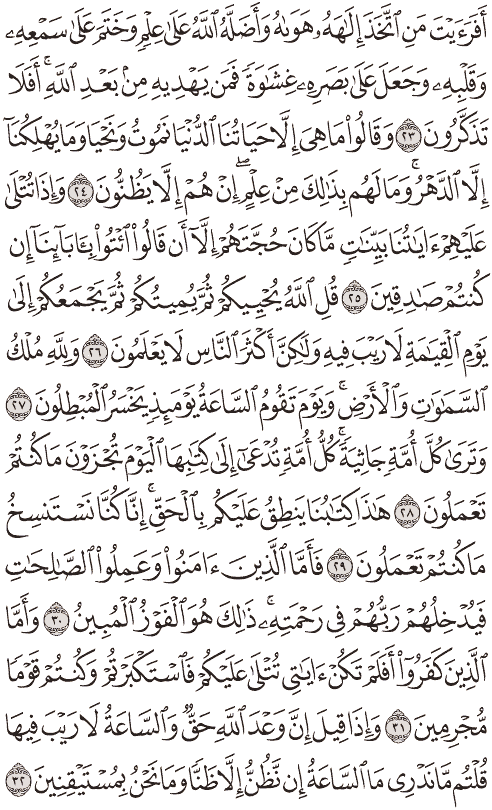 أَفَرَءَيۡتَ مَنِ ٱتَّخَذَ إِلَٰهَهُۥ هَوَىٰهُ وَأَضَلَّهُ ٱللَّهُ عَلَىٰ عِلۡمٖ وَخَتَمَ عَلَىٰ سَمۡعِهِۦ
وَقَلۡبِهِۦ وَجَعَلَ عَلَىٰ بَصَرِهِۦ غِشَٰوَةٗ فَمَن يَهۡدِيهِ مِنۢ بَعۡدِ ٱللَّهِۚ أَفَلَا
تَذَكَّرُونَ ٢٣ وَقَالُواْ مَا هِيَ إِلَّا حَيَاتُنَا ٱلدُّنۡيَا نَمُوتُ وَنَحۡيَا وَمَا يُهۡلِكُنَآ
إِلَّا ٱلدَّهۡرُۚ وَمَا لَهُم بِذَٰلِكَ مِنۡ عِلۡمٍۖ إِنۡ هُمۡ إِلَّا يَظُنُّونَ ٢٤ وَإِذَا تُتۡلَىٰ
عَلَيۡهِمۡ ءَايَٰتُنَا بَيِّنَٰتٖ مَّا كَانَ حُجَّتَهُمۡ إِلَّآ أَن قَالُواْ ٱئۡتُواْ بِـَٔابَآئِنَآ إِن
كُنتُمۡ صَٰدِقِينَ ٢٥ قُلِ ٱللَّهُ يُحۡيِيكُمۡ ثُمَّ يُمِيتُكُمۡ ثُمَّ يَجۡمَعُكُمۡ إِلَىٰ
يَوۡمِ ٱلۡقِيَٰمَةِ لَا رَيۡبَ فِيهِ وَلَٰكِنَّ أَكۡثَرَ ٱلنَّاسِ لَا يَعۡلَمُونَ ٢٦ وَلِلَّهِ مُلۡكُ
ٱلسَّمَٰوَٰتِ وَٱلۡأَرۡضِۚ وَيَوۡمَ تَقُومُ ٱلسَّاعَةُ يَوۡمَئِذٖ يَخۡسَرُ ٱلۡمُبۡطِلُونَ ٢٧
وَتَرَىٰ كُلَّ أُمَّةٖ جَاثِيَةٗۚ كُلُّ أُمَّةٖ تُدۡعَىٰٓ إِلَىٰ كِتَٰبِهَا ٱلۡيَوۡمَ تُجۡزَوۡنَ مَا كُنتُمۡ
تَعۡمَلُونَ ٢٨ هَٰذَا كِتَٰبُنَا يَنطِقُ عَلَيۡكُم بِٱلۡحَقِّۚ إِنَّا كُنَّا نَسۡتَنسِخُ
مَا كُنتُمۡ تَعۡمَلُونَ ٢٩ فَأَمَّا ٱلَّذِينَ ءَامَنُواْ وَعَمِلُواْ ٱلصَّٰلِحَٰتِ
فَيُدۡخِلُهُمۡ رَبُّهُمۡ فِي رَحۡمَتِهِۦۚ ذَٰلِكَ هُوَ ٱلۡفَوۡزُ ٱلۡمُبِينُ ٣٠ وَأَمَّا
ٱلَّذِينَ كَفَرُوٓاْ أَفَلَمۡ تَكُنۡ ءَايَٰتِي تُتۡلَىٰ عَلَيۡكُمۡ فَٱسۡتَكۡبَرۡتُمۡ وَكُنتُمۡ قَوۡمٗا
مُّجۡرِمِينَ ٣١ وَإِذَا قِيلَ إِنَّ وَعۡدَ ٱللَّهِ حَقّٞ وَٱلسَّاعَةُ لَا رَيۡبَ فِيهَا
قُلۡتُم مَّا نَدۡرِي مَا ٱلسَّاعَةُ إِن نَّظُنُّ إِلَّا ظَنّٗا وَمَا نَحۡنُ بِمُسۡتَيۡقِنِينَ ٣٢